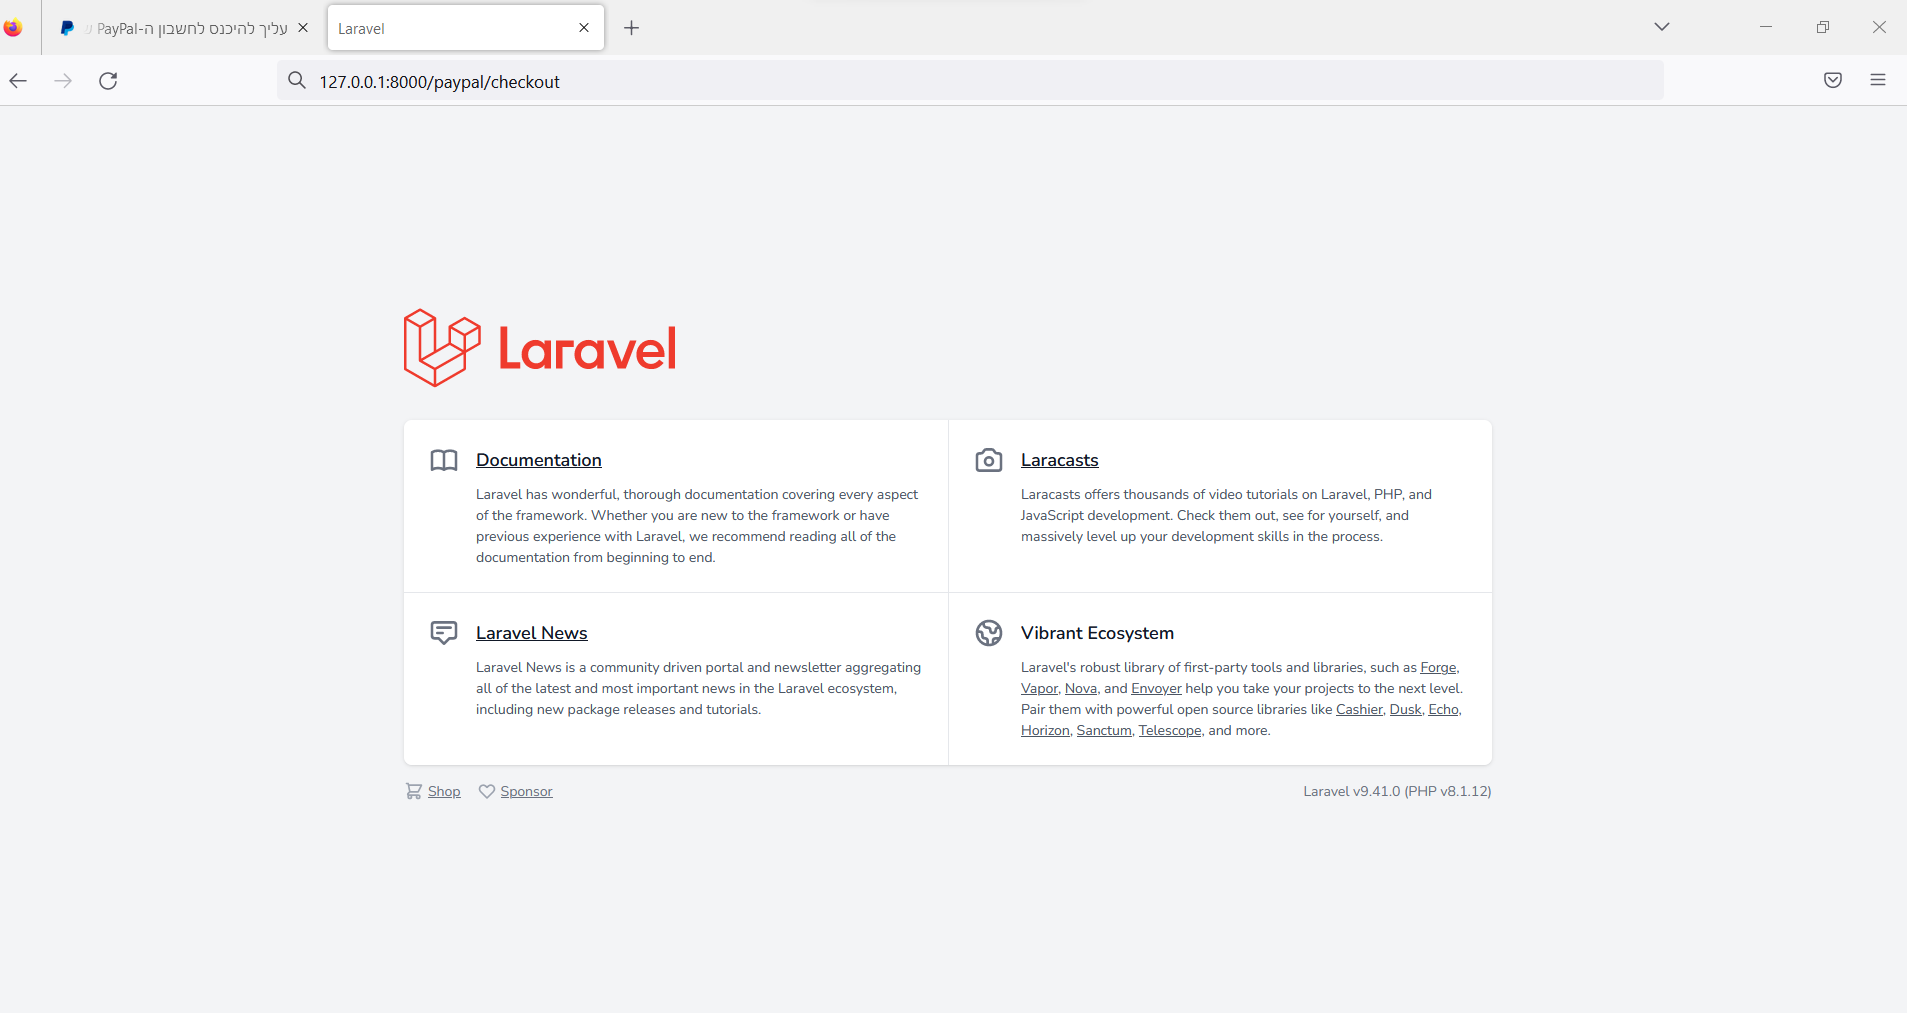 עליך להיכנס לחשבון ה-PayPal ש
Laravel
127.0.0.1:8000/paypal/checkout
Laravel
Documentation
Laravel has wonderful, thorough documentation covering every aspect
of the framework. Whether you are new to the framework or have
previous experience with Laravel, we recommend reading all of the
documentation from beginning to end.
Laracasts
Laracasts offers thousands of video tutorials on Laravel, PHP, and
JavaScript development. Check them out, see for yourself, and
massively level up your development skills in the process.
Laravel News
Laravel News is a community driven portal and newsletter aggregating
all of the latest and most important news in the Laravel ecosystem,
including new package releases and tutorials.
Vibrant Ecosystem
Laravel's robust library of first-party tools and libraries, such as Forge,
Vapor, Nova, and Envoyer help you take your projects to the next level.
Pair them with powerful open source libraries like Cashier, Dusk, Echo,
Horizon, Sanctum, Telescope, and more.
Shop
Sponsor
Laravel v9.41.0 (PHP v8.1.12)